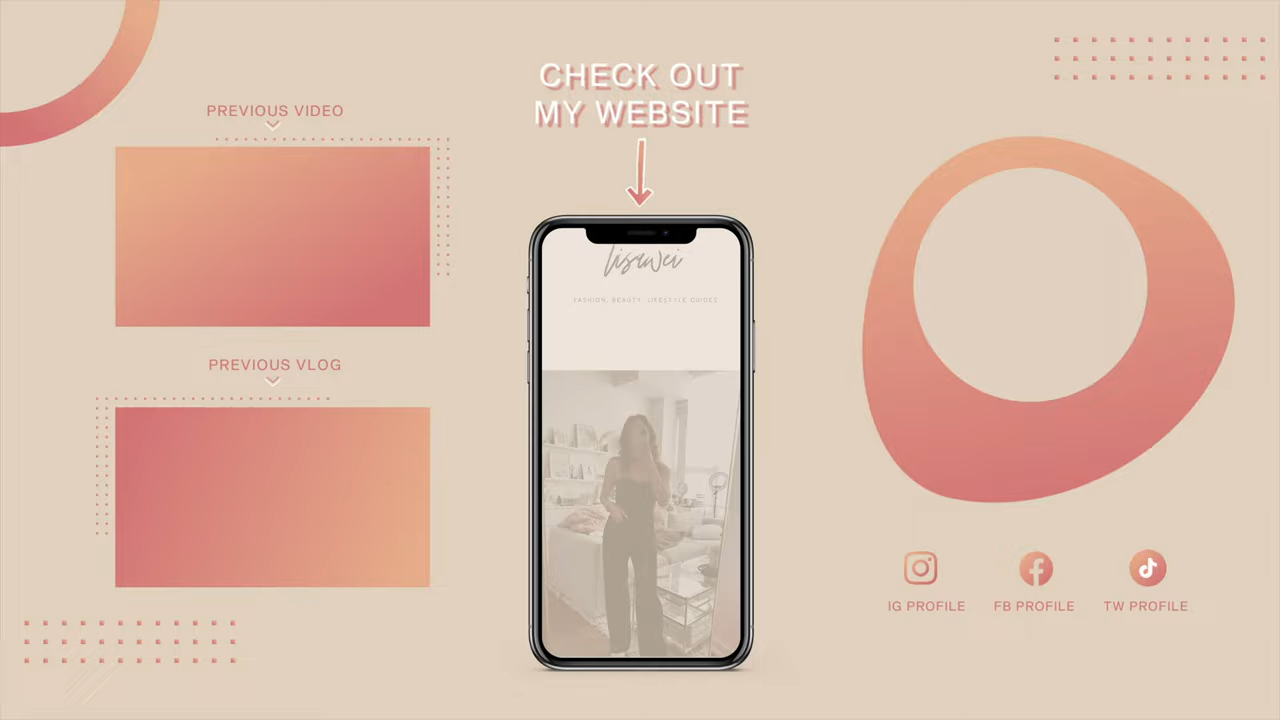 PREVIOUS VIDEO
PREVIOUS VLOG
CHECK OUT
MY WEBSITE
lisawei
FASHION, BEAUTY, LIFESTYLE GUIDES
IG PROFILE
FB PROFILE
TW PROFILE